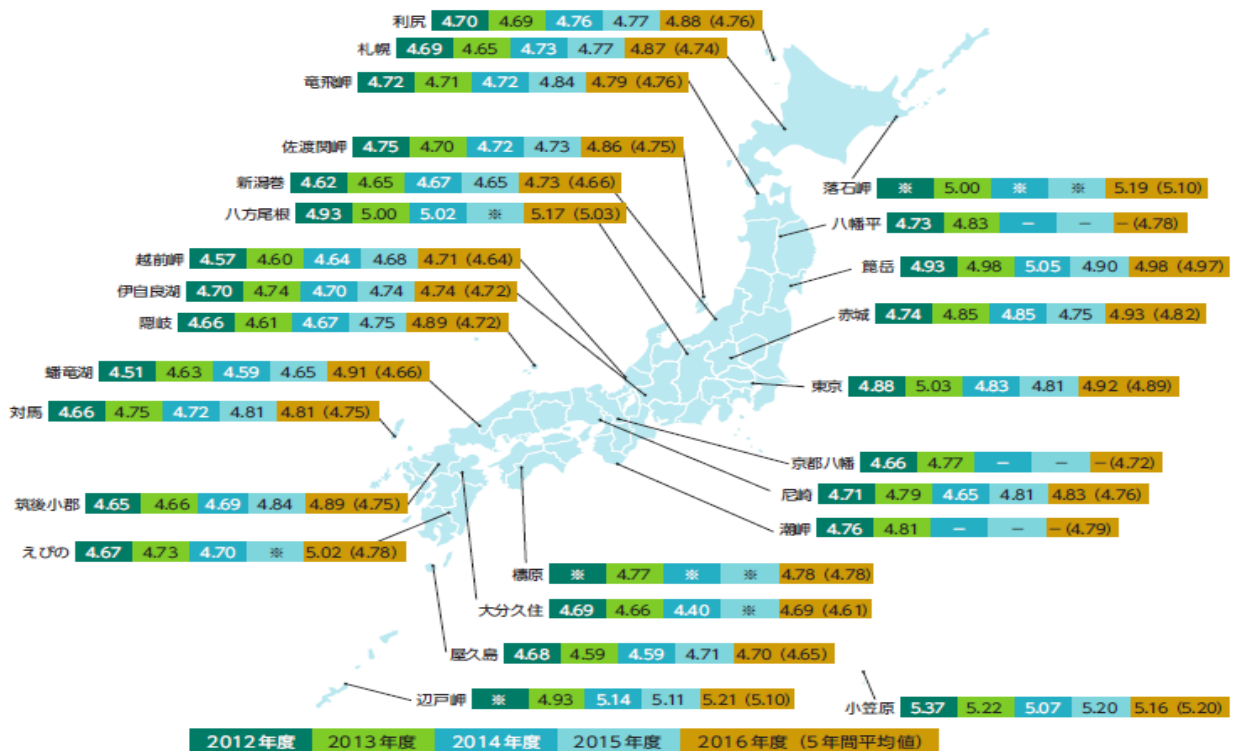 利尻 4.70 4.69 4.76 4.77 4.88 (4.76)
札幌 4.69 4.65 4.73 4.77 4.87 (4.74)
竜飛岬 4.72 4.71 4.72 4.84 4.79 (4.76)
佐渡関岬 4.75 4.70 4.72 4.73 4.86 (4.75)
新潟巻 4.62 4.65 4.67 4.65 4.73 (4.66)
八方尾根 4.93 5.00 5.02 ※ 5.17 (5.03)
越前岬 4.57 4.60 4.64 4.68 4.71 (4.64)
伊自良湖 4.70 4.74 4.70 4.74 4.74 (4.72)
隠岐 4.66 4.61 4.67 4.75 4.89 (4.72)
蟠竜湖 4.51 4.63 4.59 4.65 4.91 (4.66)
対馬 4.66 4.75 4.72 4.81 4.81 (4.75)
筑後小郡 4.65 4.66 4.69 4.84 4.89 (4.75)
えびの 4.67 4.73 4.70 ※ 5.02 (4.78)
落石岬 ※ 5.00 ※ ※ 5.19 (5.10)
八幡平 4.73 4.83 － － － (4.78)
箆岳 4.93 4.98 5.05 4.90 4.98 (4.97)
赤城 4.74 4.85 4.85 4.75 4.93 (4.82)
東京 4.88 5.03 4.83 4.81 4.92 (4.89)
京都八幡 4.66 4.77 － － － (4.72)
尼崎 4.71 4.79 4.65 4.81 4.83 (4.76)
潮岬 4.76 4.81 － － － (4.79)
檮原 ※ 4.77 ※ ※ 4.78 (4.78)
大分久住 4.69 4.66 4.40 ※ 4.69 (4.61)
屋久島 4.68 4.59 4.59 4.71 4.70 (4.65)
辺戸岬 ※ 4.93 5.14 5.11 5.21 (5.10)
小笠原 5.37 5.22 5.07 5.20 5.16 (5.20)
2012年度 2013年度 2014年度 2015年度 2016年度 (5年間平均値)